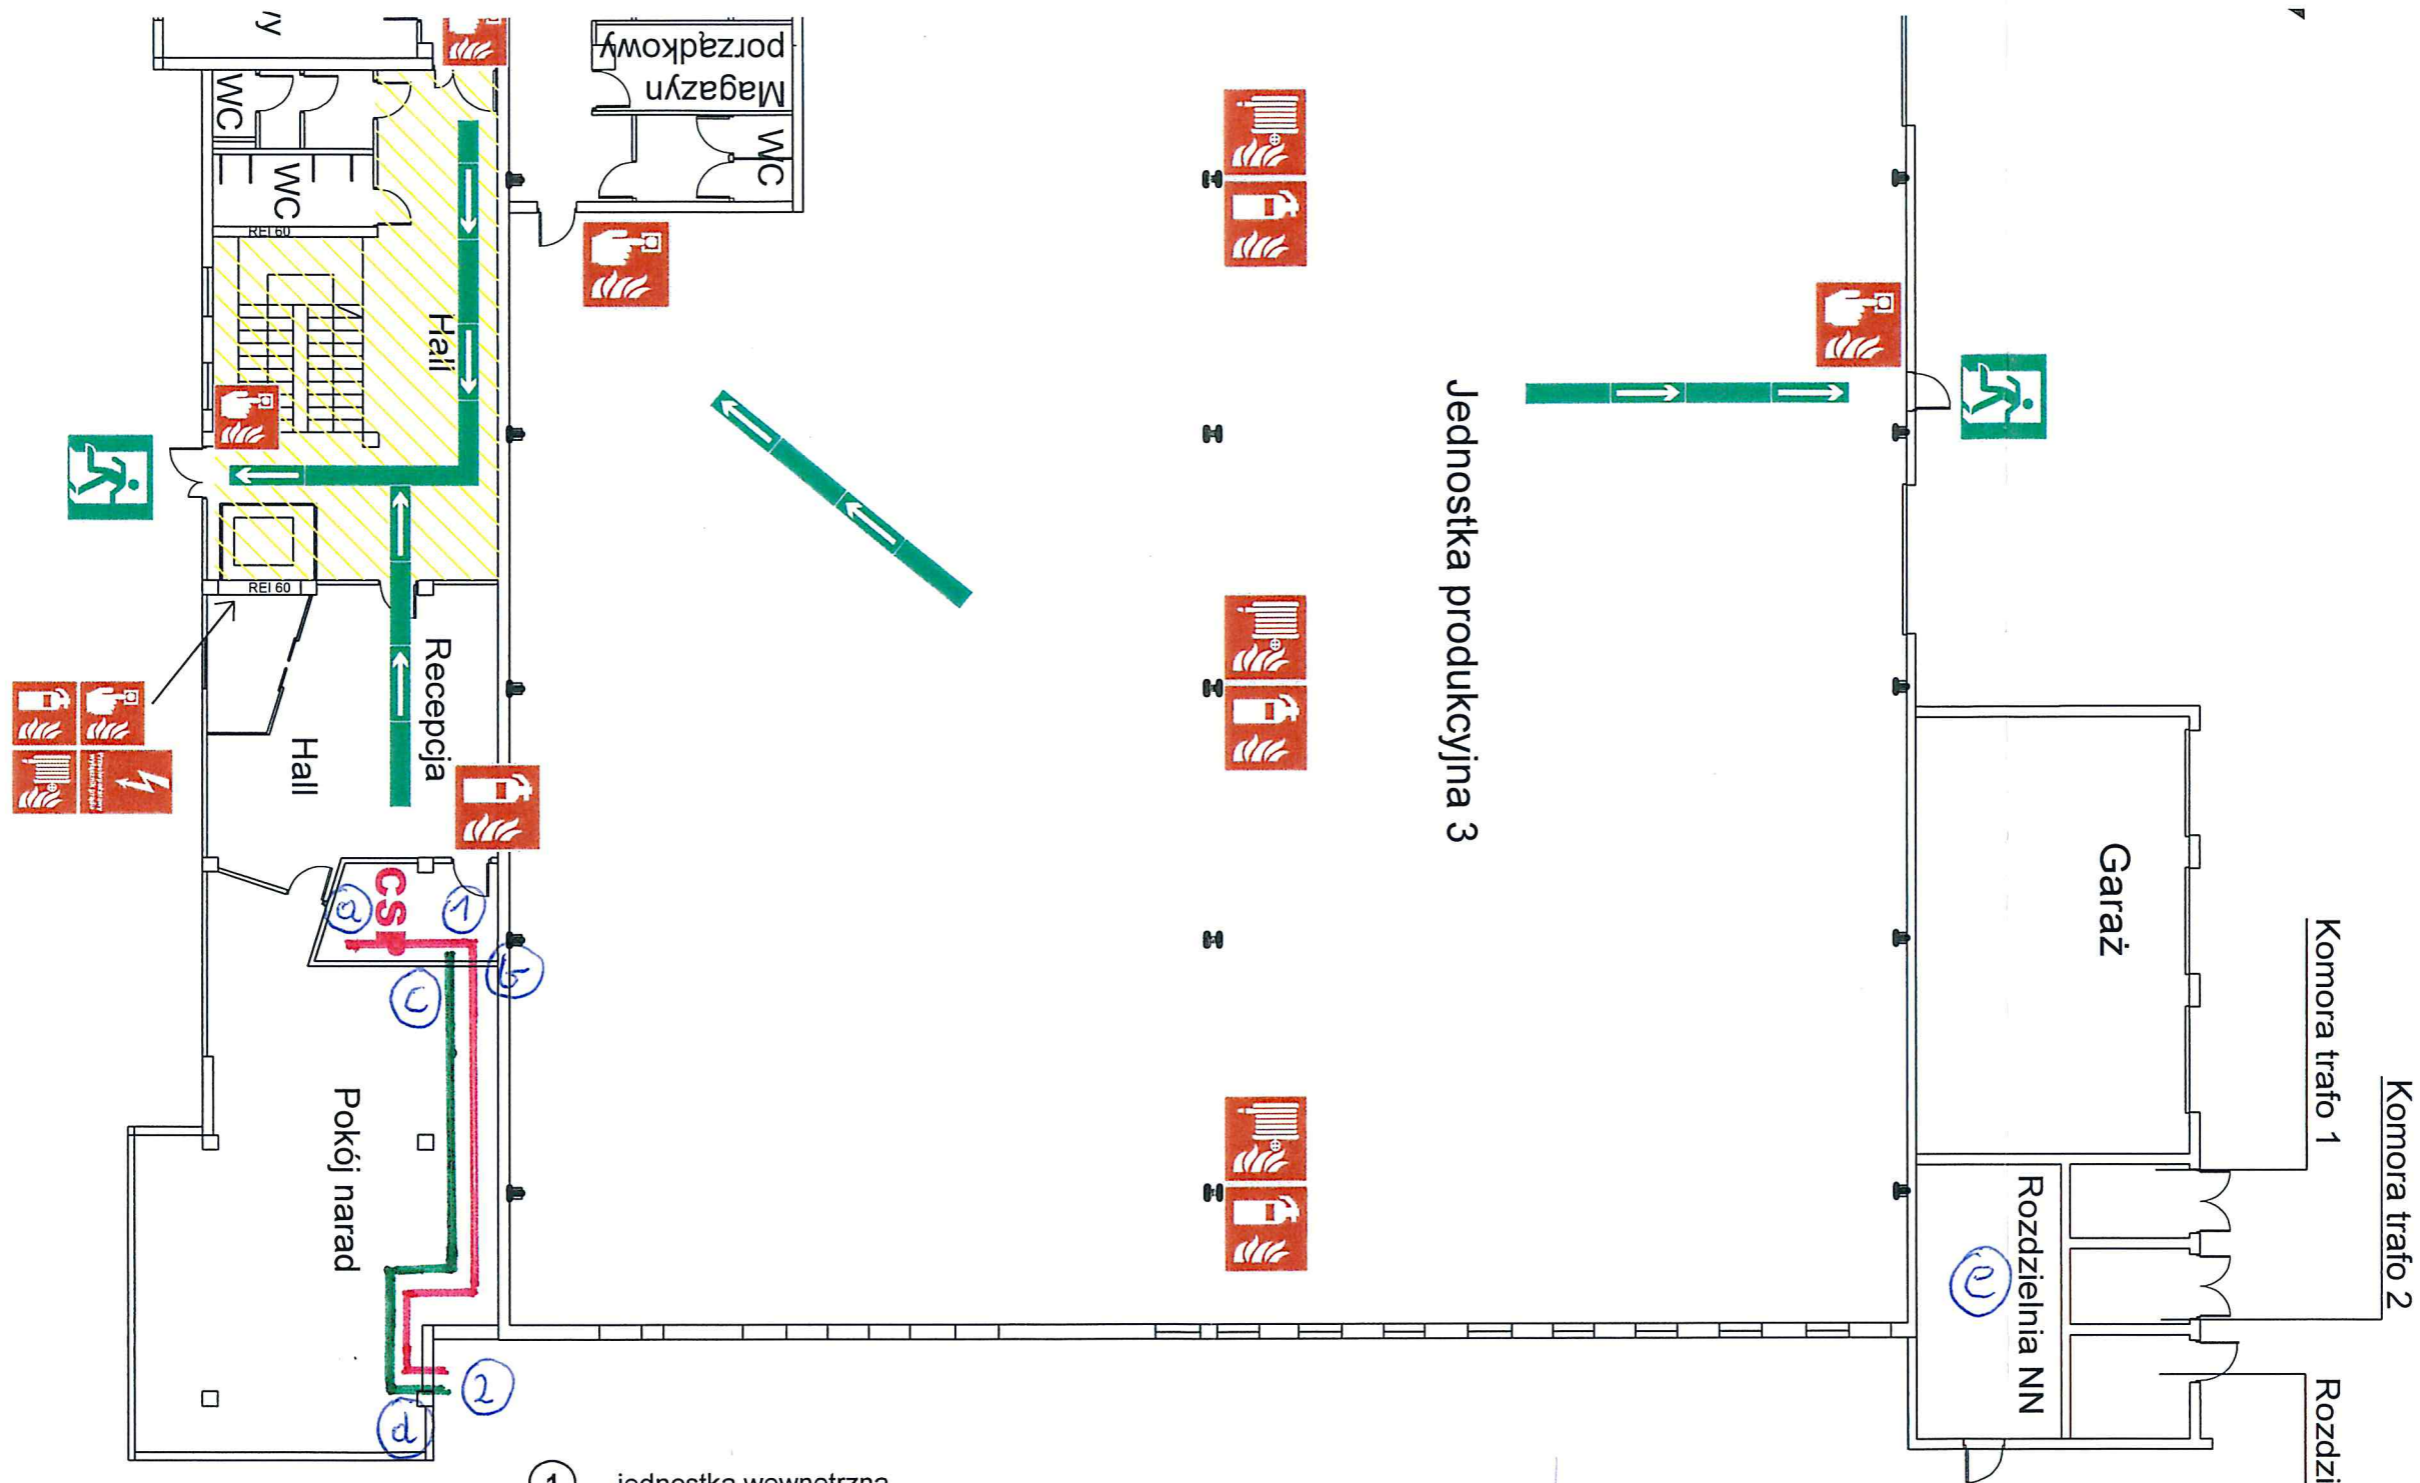 Magazyn
porządkowy
WC
WC
WC
REI 60
Hall
REI 60
Recepcja
Hall
Jednostka produkcyjna 3
Garaż
Komora trafo 1
Komora trafo 2
Rozdzielnia NN
CSP
a
1
b
c
Pokój narad
e
2
d
1
jednostka wewnętrzna